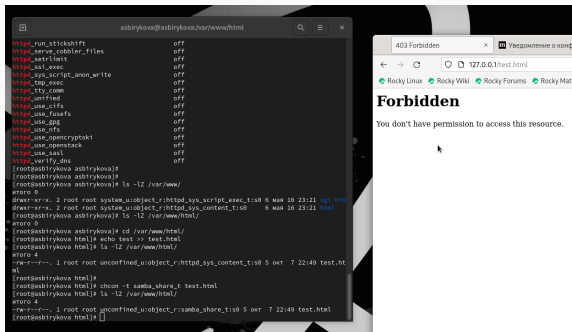 asbirykova@asbirykova:/var/www/html
httpd_run_stickshift off
httpd_serve_cobbler_files off
httpd_setrlimit off
httpd_ssi_exec off
httpd_sys_script_anon_write off
httpd_tmp_exec off
httpd_tty_comm off
httpd_unified off
httpd_use_cifs off
httpd_use_fusefs off
httpd_use_gpg off
httpd_use_nfs off
httpd_use_opencryptoki off
httpd_use_openstack off
httpd_use_sasl off
httpd_verify_dns off
[root@asbirykova asbirykova]#
[root@asbirykova asbirykova]#
[root@asbirykova asbirykova]# ls -lZ /var/www/
итого 0
drwxr-xr-x. 2 root root system_u:object_r:httpd_sys_script_exec_t:s0 6 мая 16 23:21 cgi-bin
drwxr-xr-x. 2 root root system_u:object_r:httpd_sys_content_t:s0 6 мая 16 23:21 html
[root@asbirykova asbirykova]# ls -lZ /var/www/html/
итого 0
[root@asbirykova asbirykova]# cd /var/www/html/
[root@asbirykova html]# echo test >> test.html
[root@asbirykova html]# ls -lZ /var/www/html/
итого 4
-rw-r--r--. 1 root root unconfined_u:object_r:httpd_sys_content_t:s0 5 окт 7 22:49 test.ht
ml
[root@asbirykova html]#
[root@asbirykova html]# chcon -t samba_share_t test.html
[root@asbirykova html]# ls -lZ /var/www/html/
итого 4
-rw-r--r--. 1 root root unconfined_u:object_r:samba_share_t:s0 5 окт 7 22:49 test.html
[root@asbirykova html]#
403 Forbidden
Уведомление о конф
127.0.0.1/test.html
Rocky Linux Rocky Wiki Rocky Forums Rocky Mat
Forbidden
You don't have permission to access this resource.